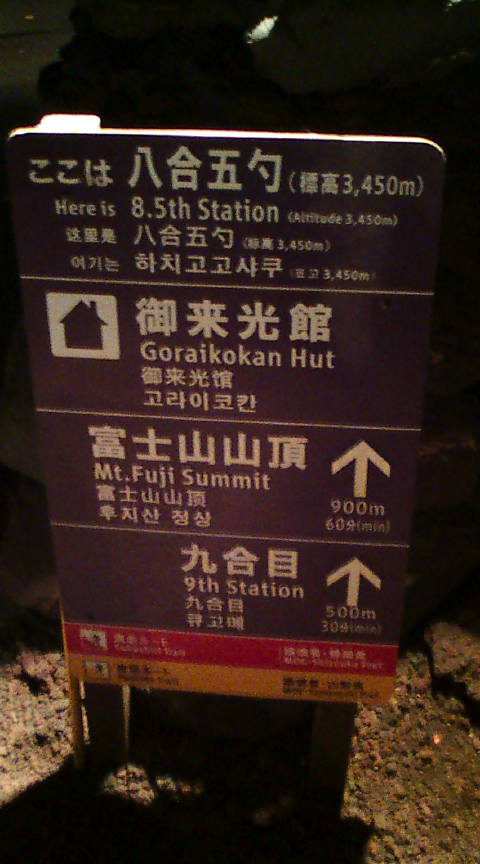 ここは 八合五勺 (標高3,450m)
Here is 8.5th Station (Altitude 3,450m)
这里是 八合五勺 (标高3,450m)
여기는 하치고고샤쿠 (표고3,450m)
御来光館
Goraikokan Hut
御来光馆
고라이코칸
富士山山頂
Mt.Fuji Summit
富士山山顶
후지산 정상
900m
60分(min)
九合目
9th Station
九合目
큐고메
500m
30分(min)